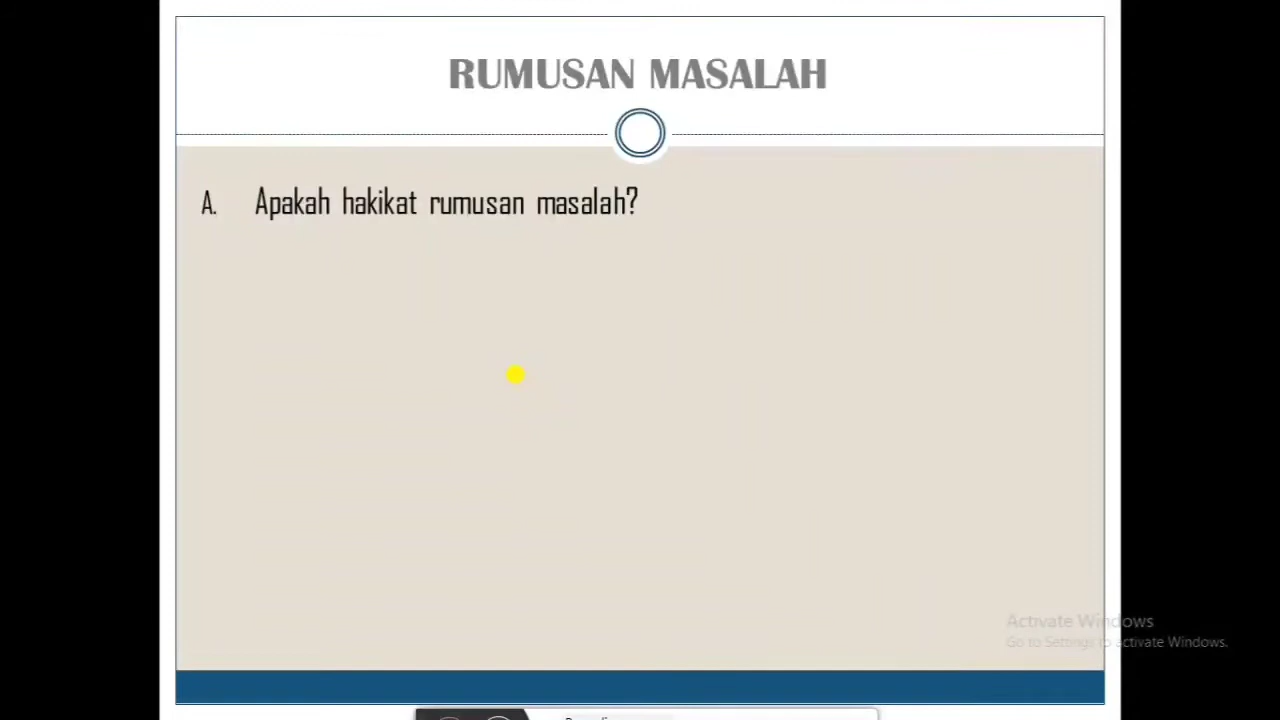 RUMUSAN MASALAH
A. Apakah hakikat rumusan masalah?
Activate Windows
Go to Settings to activate Windows.